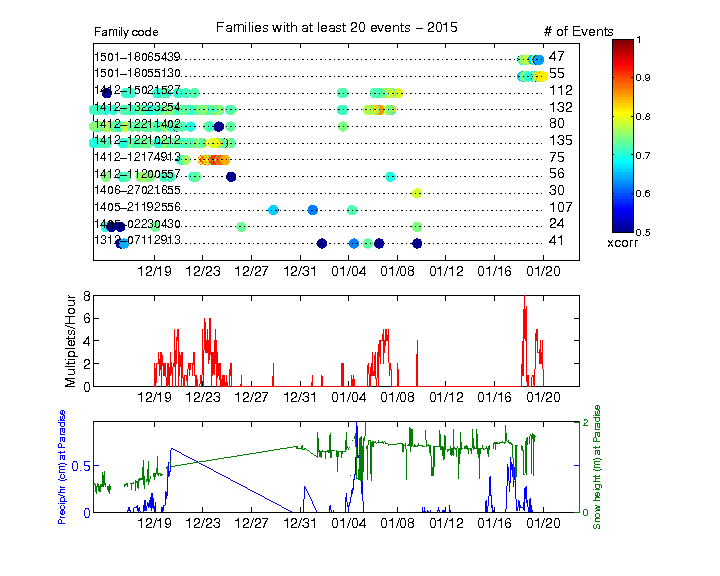 Families with at least 20 events − 2015
Family code
# of Events
1501−18065439 47
1501−18055130 55
1412−15021527 112
1412−13223254 132
1412−12211402 80
1412−12210212 135
1412−12174913 75
1412−11200557 56
1406−27021655 30
1405−21192556 107
1405−02230430 24
1312−07112913 41
12/19 12/23 12/27 12/31 01/04 01/08 01/12 01/16 01/20
1
0.9
0.8
0.7
0.6
0.5
xcorr
Multiplets/Hour
8
6
4
2
0
12/19 12/23 12/27 12/31 01/04 01/08 01/12 01/16 01/20
Precip/hr (cm) at Paradise
0.5
0
2
1
0
Snow height (m) at Paradise
12/19 12/23 12/27 12/31 01/04 01/08 01/12 01/16 01/20